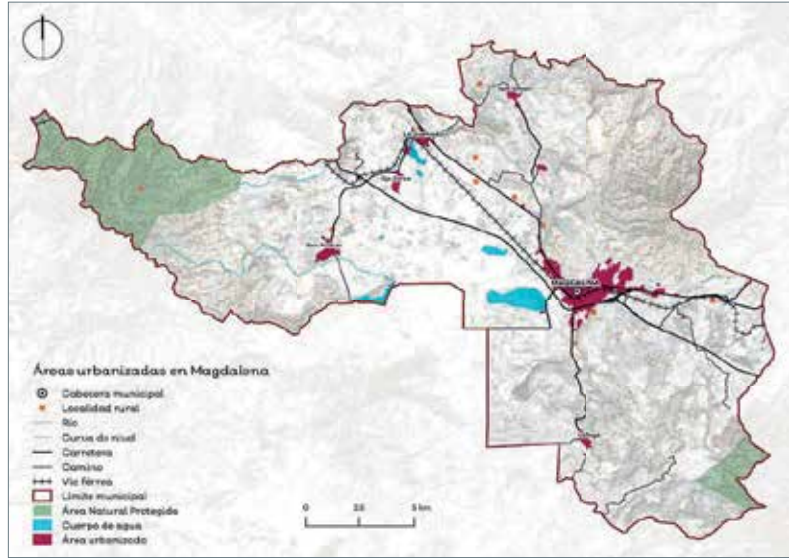 MAGDALENA
Áreas urbanizadas en Magdalena
Cabecera municipal
Localidad rural
Río
Curva de nivel
Carretera
Camino
Vía férrea
Límite municipal
Área Natural Protegida
Cuerpo de agua
Área urbanizada
0 2.5 5 km